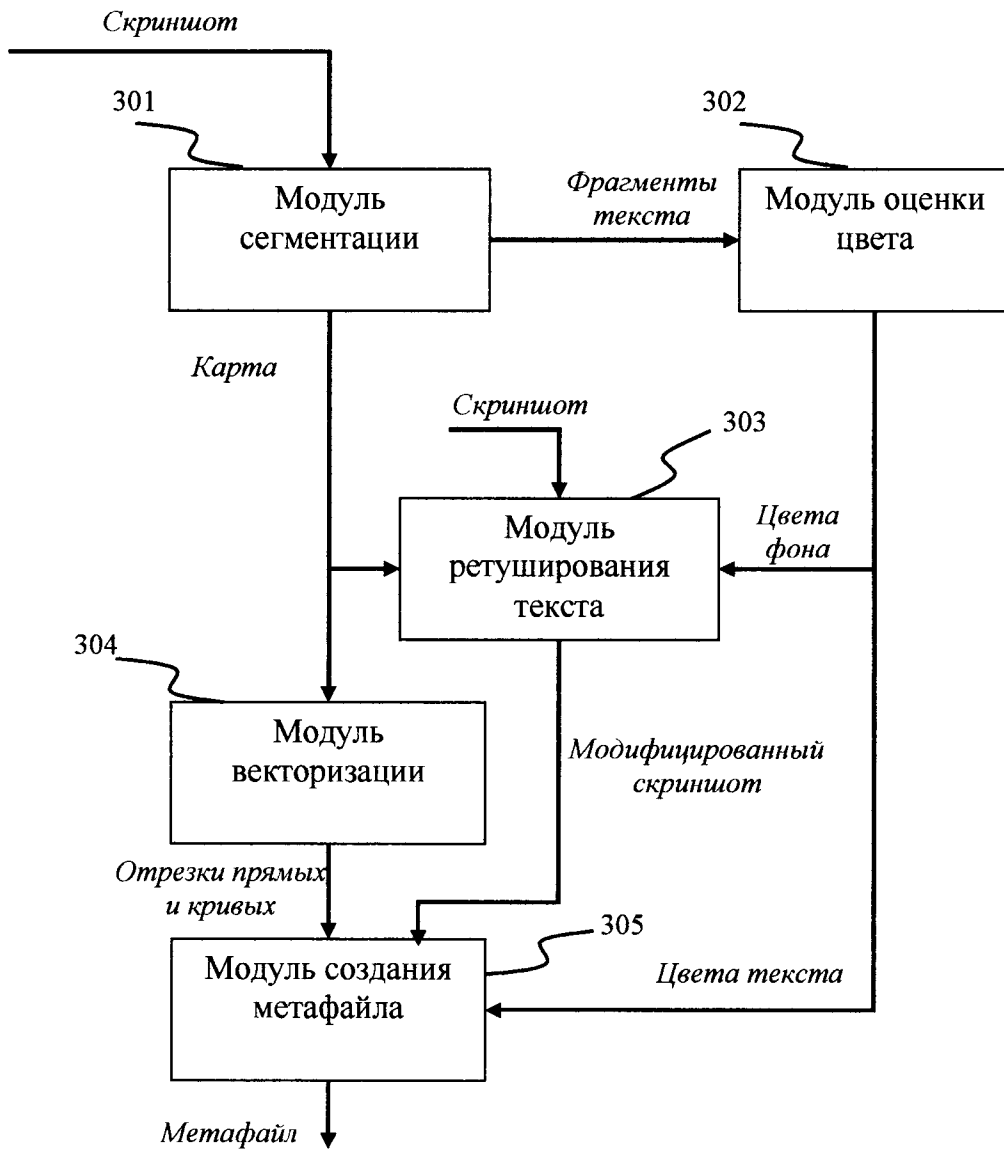 Скриншот
301
302
Модуль
сегментации
Фрагменты
текста
Модуль оценки
цвета
Карта
Скриншот
303
Модуль
ретуширования
текста
Цвета
фона
304
Модуль
векторизации
Модифицированный
скриншот
Отрезки прямых
и кривых
305
Модуль создания
метафайла
Цвета текста
Метафайл